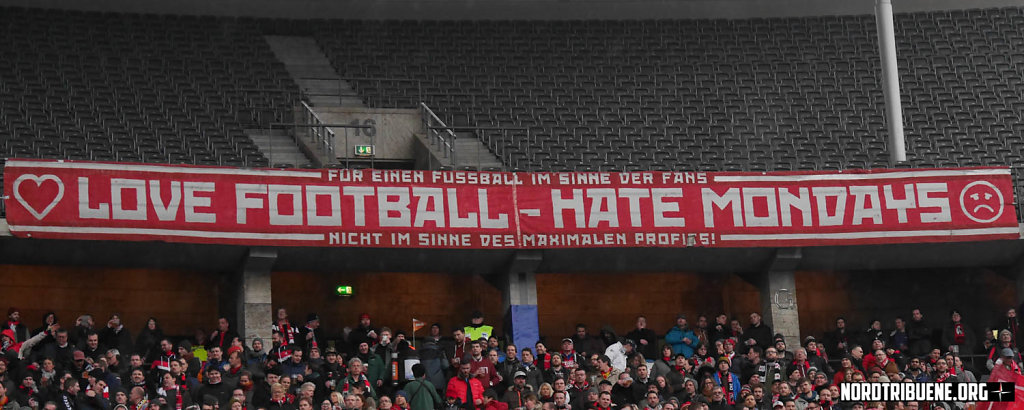 16
FÜR EINEN FUSSBALL IM SINNE DER FANS
LOVE FOOTBALL - HATE MONDAYS
NICHT IM SINNE DES MAXIMALEN PROFITS!
NORDTRIBUENE.ORG